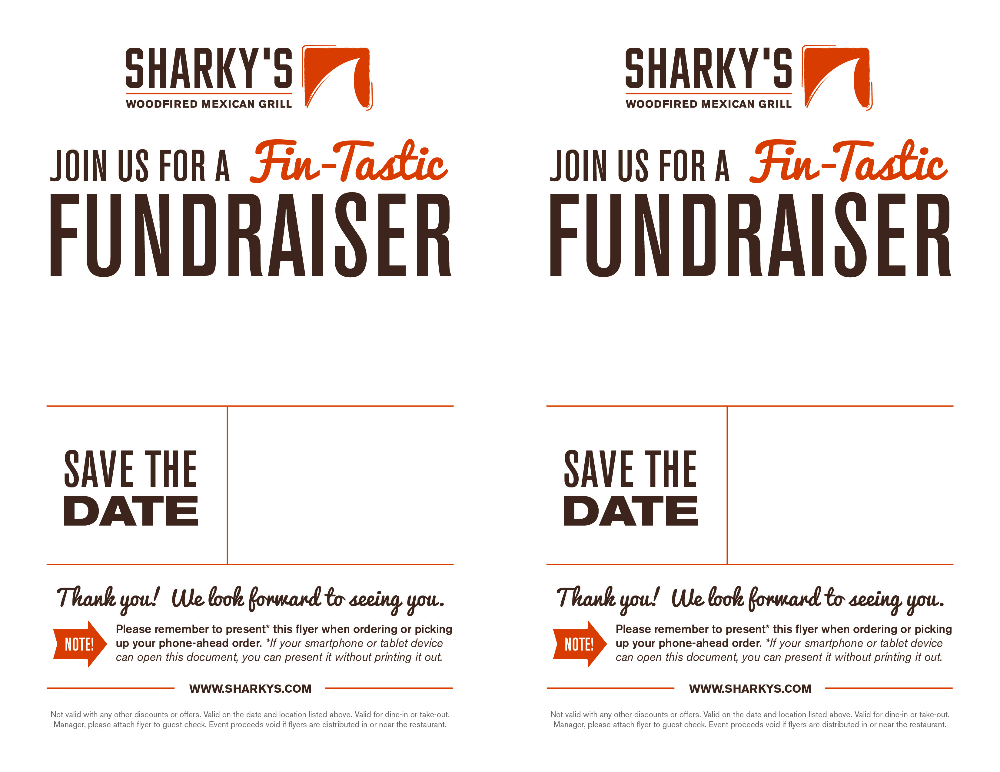 SHARKY'S
WOODFIRED MEXICAN GRILL
JOIN US FOR A Fin-Tastic
FUNDRAISER
SAVE THE
DATE
Thank you! We look forward to seeing you.
NOTE!
Please remember to present* this flyer when ordering or picking
up your phone-ahead order. *If your smartphone or tablet device
can open this document, you can present it without printing it out.
WWW.SHARKYS.COM
Not valid with any other discounts or offers. Valid on the date and location listed above. Valid for dine-in or take-out.
Manager, please attach flyer to guest check. Event proceeds void if flyers are distributed in or near the restaurant.
SHARKY'S
WOODFIRED MEXICAN GRILL
JOIN US FOR A Fin-Tastic
FUNDRAISER
SAVE THE
DATE
Thank you! We look forward to seeing you.
NOTE!
Please remember to present* this flyer when ordering or picking
up your phone-ahead order. *If your smartphone or tablet device
can open this document, you can present it without printing it out.
WWW.SHARKYS.COM
Not valid with any other discounts or offers. Valid on the date and location listed above. Valid for dine-in or take-out.
Manager, please attach flyer to guest check. Event proceeds void if flyers are distributed in or near the restaurant.